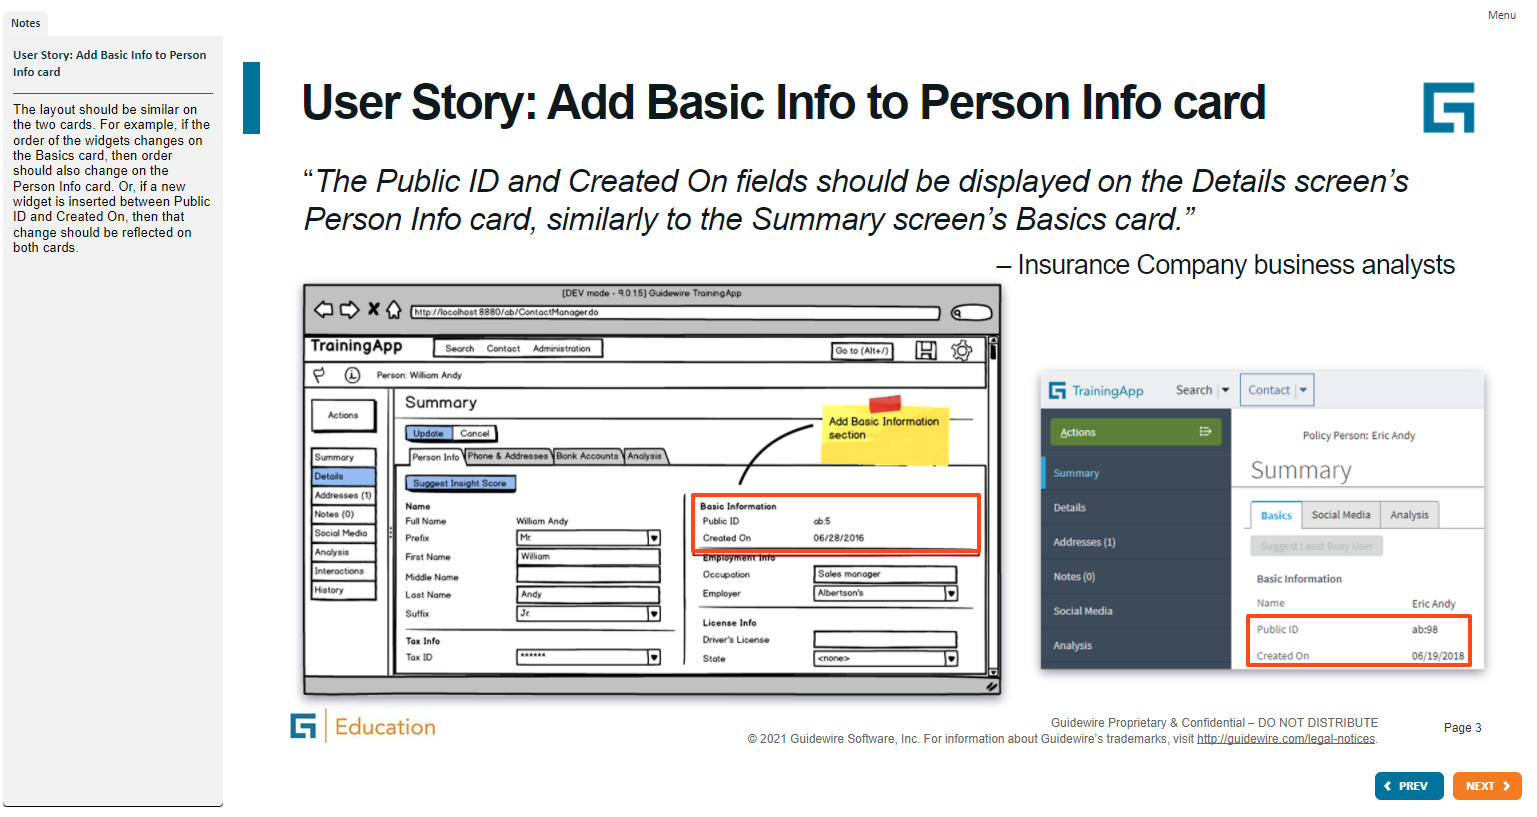 Notes
Menu
User Story: Add Basic Info to Person
Info card
The layout should be similar on
the two cards. For example, if the
order of the widgets changes on
the Basics card, then order
should also change on the
Person Info card. Or, if a new
widget is inserted between Public
ID and Created On, then that
change should be reflected on
both cards.
User Story: Add Basic Info to Person Info card
“The Public ID and Created On fields should be displayed on the Details screen’s
Person Info card, similarly to the Summary screen’s Basics card.”
– Insurance Company business analysts
[DEV mode - 9.0.15] Guidewire TrainingApp
http://localhost:8880/ab/ContactManager.do
TrainingApp
Search Contact Administration
Go to (Alt+/)
Person: William Andy
Actions
Summary
Details
Addresses (1)
Notes (0)
Social Media
Analysis
Interactions
History
Summary
Update Cancel
Person Info Phone & Addresses Bank Accounts Analysis
Suggest Insight Score
Name
Full Name William Andy
Prefix Mr.
First Name William
Middle Name
Last Name Andy
Suffix Jr.
Tax Info
Tax ID ******
Add Basic Information
section
Basic Information
Public ID ab:5
Created On 06/28/2016
Employment Info
Occupation Sales manager
Employer Albertson's
License Info
Driver's License
State <none>
TrainingApp Search Contact
Actions
Summary
Details
Addresses (1)
Notes (0)
Social Media
Analysis
Policy Person: Eric Andy
Summary
Basics Social Media Analysis
Suggest Least Busy User
Basic Information
Name Eric Andy
Public ID ab:98
Created On 06/19/2018
Education
Guidewire Proprietary & Confidential – DO NOT DISTRIBUTE
© 2021 Guidewire Software, Inc. For information about Guidewire’s trademarks, visit http://guidewire.com/legal-notices.
Page 3
PREV
NEXT